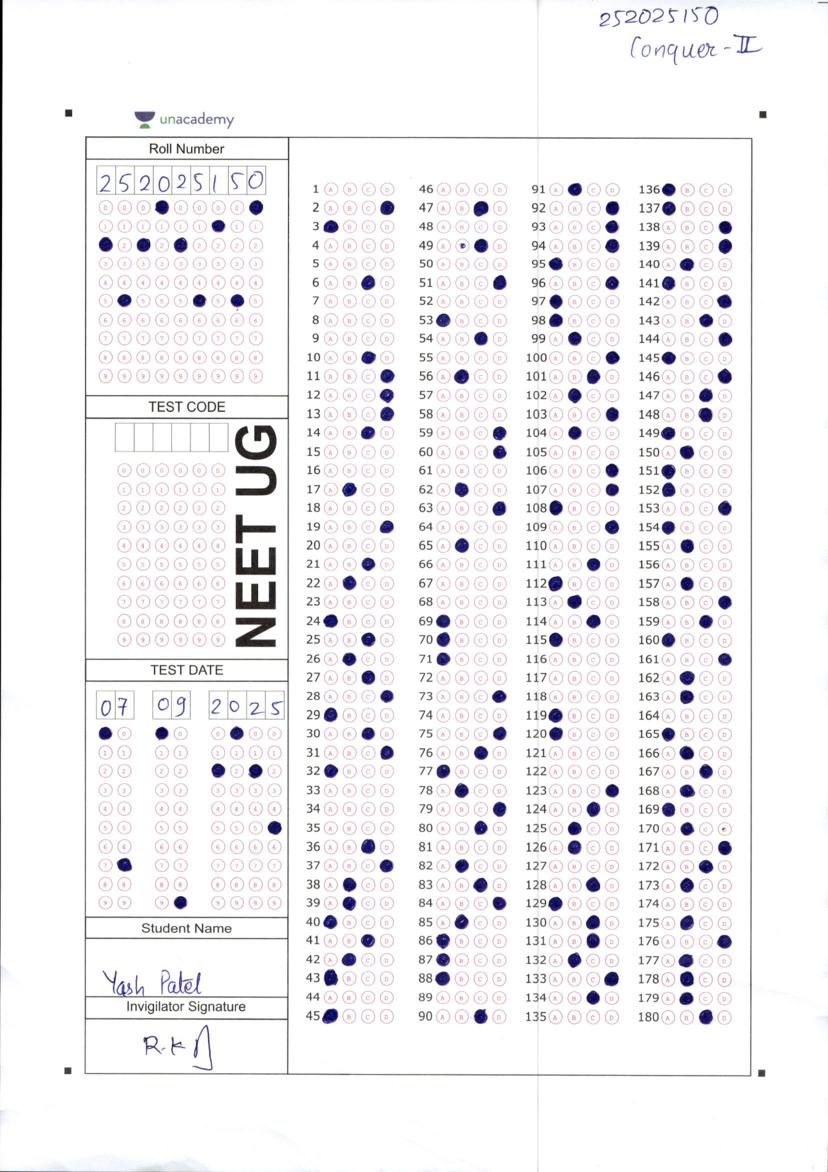 252025150
Conquer-II
unacademy
Roll Number
252025150
TEST CODE
NEET UG
TEST DATE
07 09 2025
Student Name
Yash Patel
Invigilator Signature
1 A B C D 46 A B C D 91 A C D 136 B C D
2 A B C 47 A B D 92 A B C 137 B C D
3 B C D 48 A B C D 93 A B C 138 A B C
4 A B C D 49 A D 94 A B C 139 A B C
5 A B C D 50 A B C D 95 B C D 140 A C D
6 A B D 51 A B C 96 A B C 141 B C D
7 A B C D 52 A B C D 97 B C D 142 A B C
8 A B C D 53 B C D 98 B C D 143 A B D
9 A B C D 54 A B D 99 A C D 144 A B C
10 A B D 55 A B C D 100 A B C 145 B C D
11 A B C 56 A C D 101 A B D 146 A B C
12 A B C 57 A B C D 102 A C D 147 A B D
13 A B C 58 A B C D 103 A B C 148 A B D
14 A B D 59 A B C 104 A C D 149 B C D
15 A B C D 60 A B C 105 A B C D 150 A C D
16 A B C D 61 A B C D 106 A B C 151 B C D
17 A C D 62 A C D 107 A B C 152 B C D
18 A B C D 63 A B C 108 B C D 153 A B C
19 A B C 64 A B C D 109 A B C 154 B C D
20 A B C D 65 A C D 110 A B C D 155 A C D
21 A B D 66 A B C D 111 A B D 156 A B C D
22 A C D 67 A B C D 112 B C D 157 A C D
23 A B C D 68 A B C D 113 A C D 158 A B C
24 B C D 69 B C D 114 A B D 159 A B D
25 A B D 70 B C D 115 B C D 160 B C D
26 A C D 71 B C D 116 A B C D 161 A B C
27 A B D 72 A B C D 117 A B C D 162 A C D
28 A B C 73 A B C 118 A B C D 163 A C D
29 B C D 74 A B C D 119 B C D 164 A B C D
30 A B D 75 A B C 120 B C D 165 B C D
31 A B C 76 A B D 121 A B C D 166 A C D
32 B C D 77 B C D 122 A B C D 167 A B D
33 A B C D 78 A C D 123 A B C 168 A C D
34 A B C D 79 A B C 124 A B D 169 B C D
35 A B C D 80 A B D 125 A C D 170 A C
36 A B D 81 A B C D 126 A C D 171 A B C
37 A B C 82 A C D 127 A B C D 172 A B D
38 A C D 83 A B D 128 A B D 173 A C D
39 A C D 84 A B C 129 B C D 174 A B C D
40 B C D 85 A C D 130 A B D 175 A C D
41 A B D 86 B C D 131 A B D 176 A B C
42 A C D 87 B C D 132 A C D 177 A C D
43 B C D 88 B C D 133 A B C 178 A C D
44 A B C D 89 A B C D 134 A B D 179 A C D
45 B C D 90 A B D 135 A B C D 180 A B D